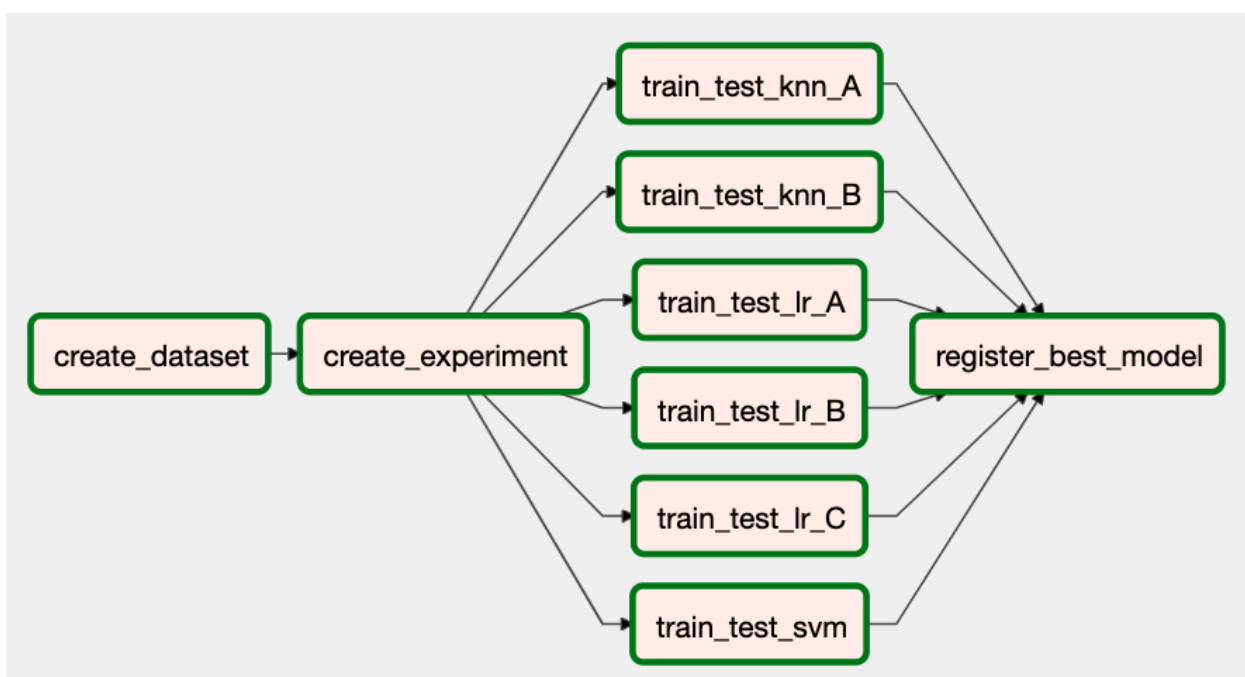 create_dataset
create_experiment
train_test_knn_A
train_test_knn_B
train_test_lr_A
train_test_lr_B
train_test_lr_C
train_test_svm
register_best_model